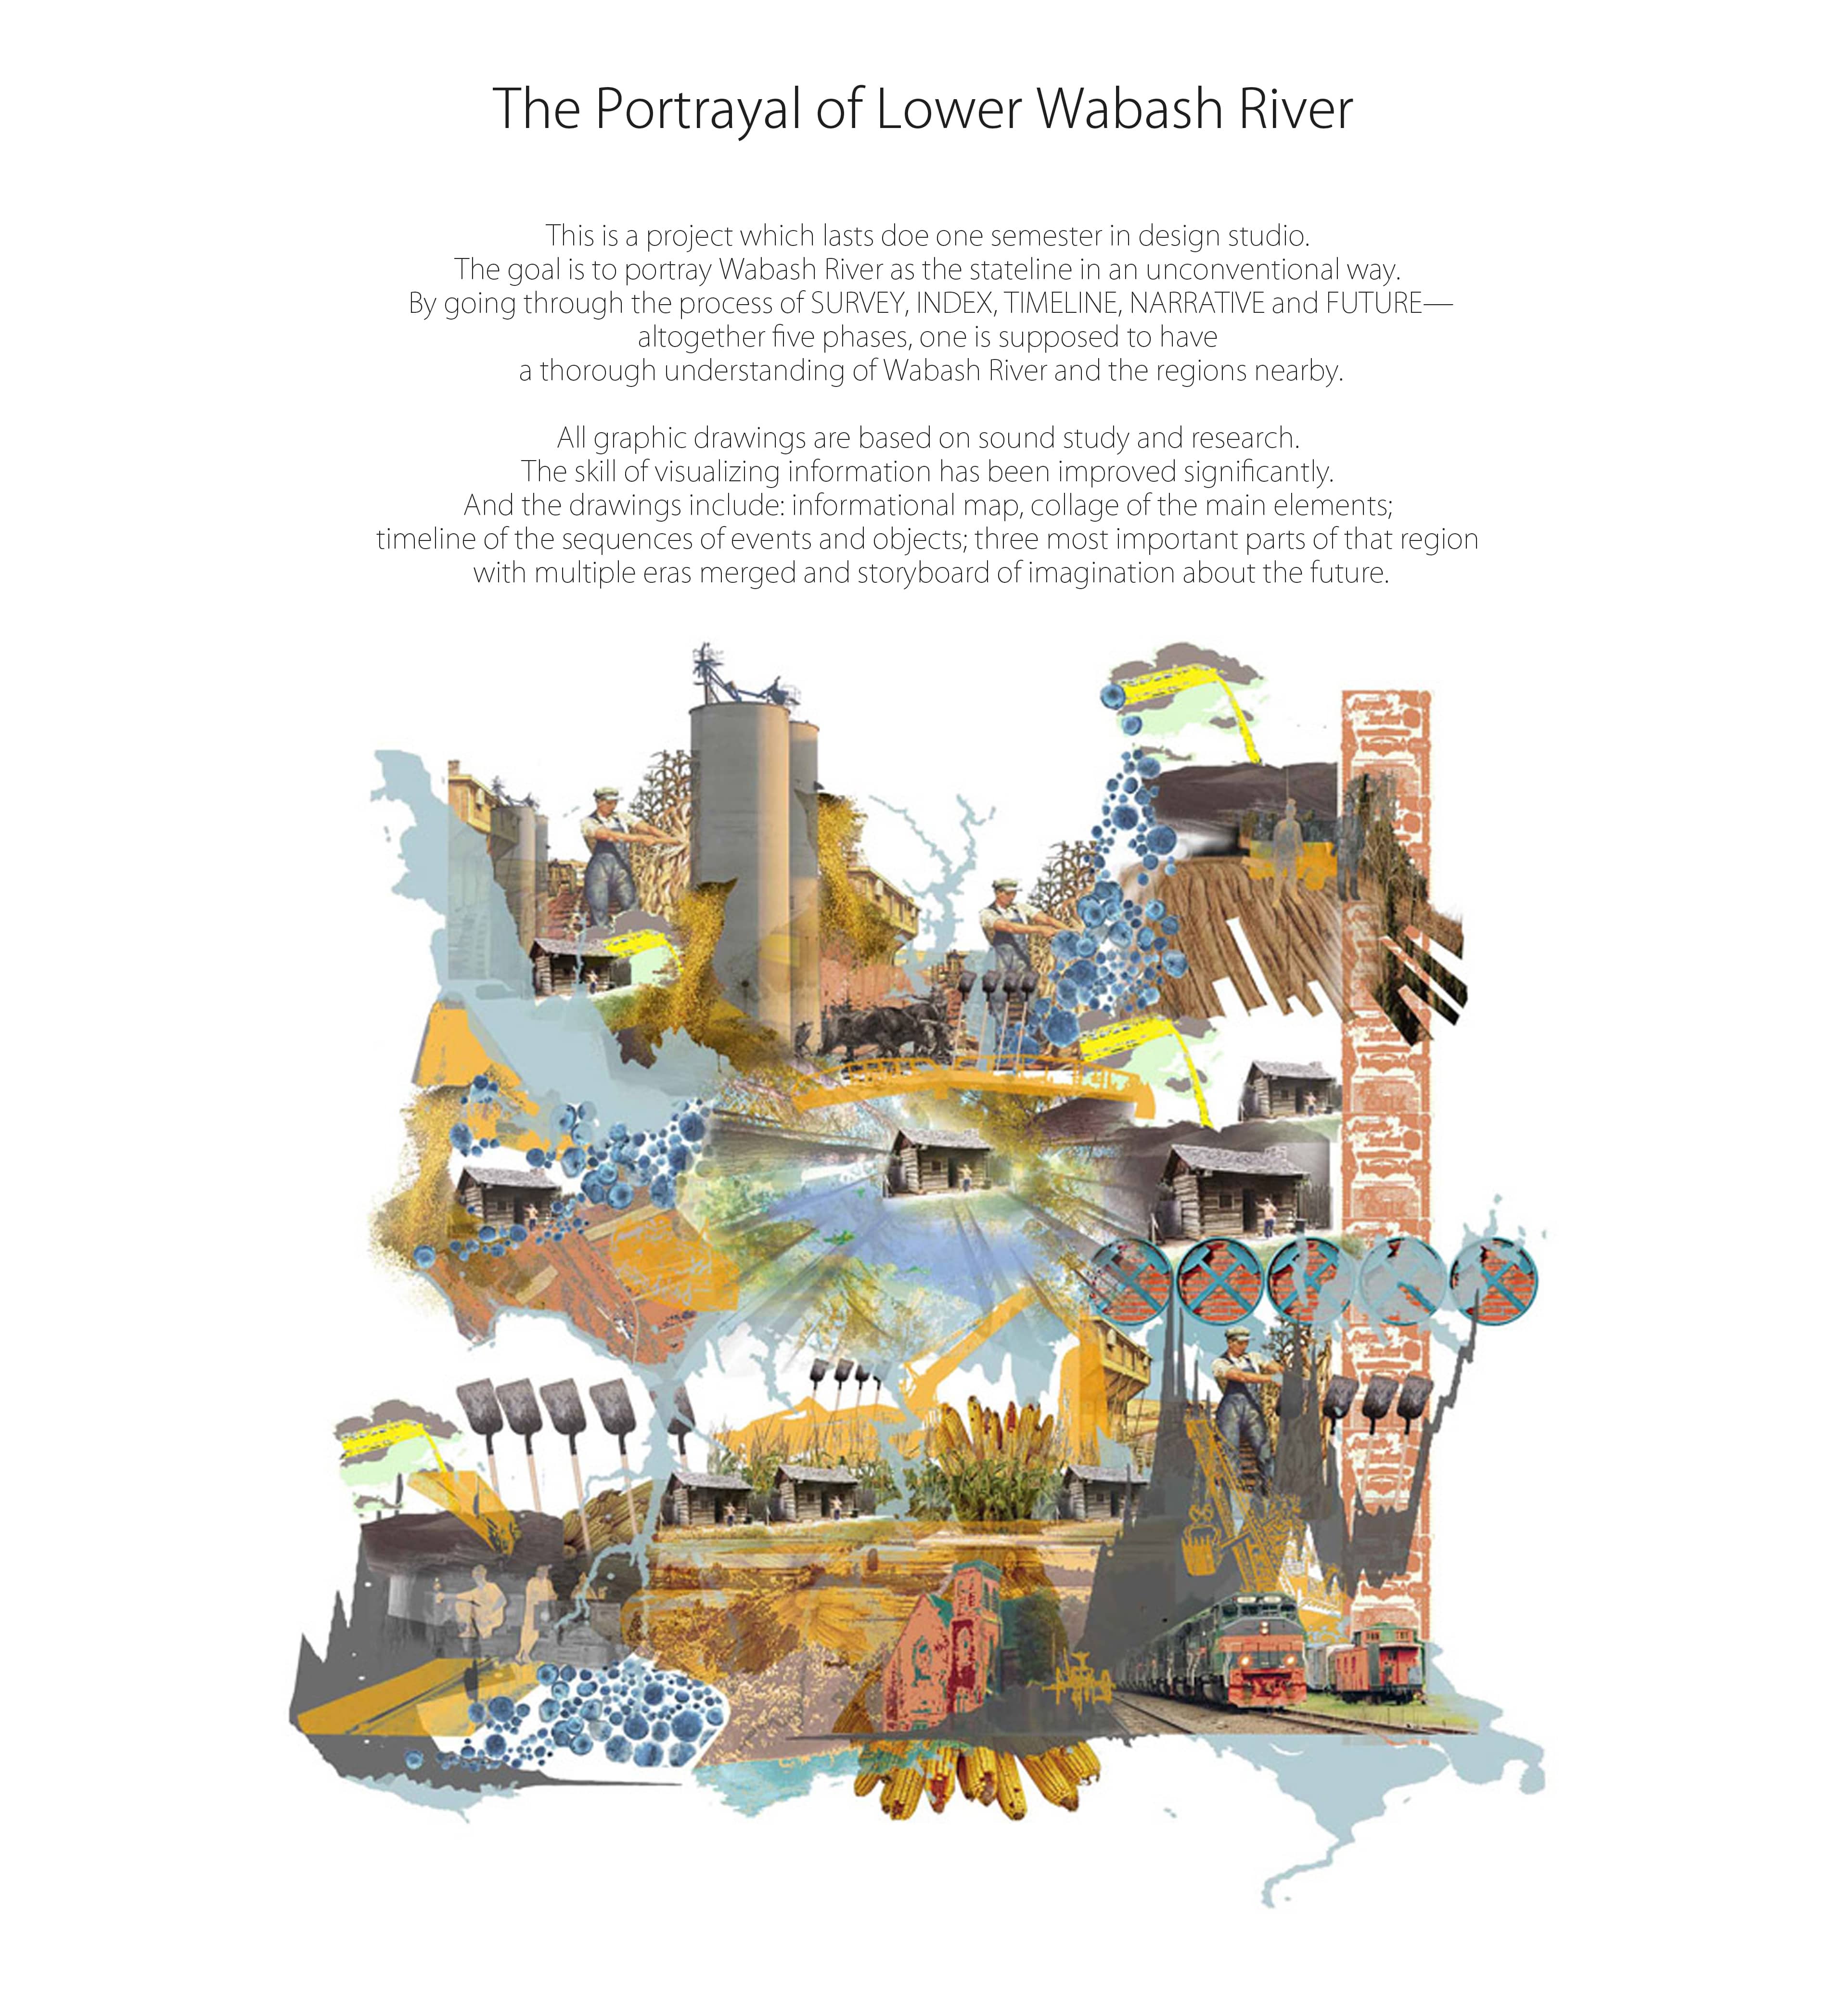 The Portrayal of Lower Wabash River
This is a project which lasts doe one semester in design studio.
The goal is to portray Wabash River as the stateline in an unconventional way.
By going through the process of SURVEY, INDEX, TIMELINE, NARRATIVE and FUTURE—
altogether five phases, one is supposed to have
a thorough understanding of Wabash River and the regions nearby.
All graphic drawings are based on sound study and research.
The skill of visualizing information has been improved significantly.
And the drawings include: informational map, collage of the main elements;
timeline of the sequences of events and objects; three most important parts of that region
with multiple eras merged and storyboard of imagination about the future.